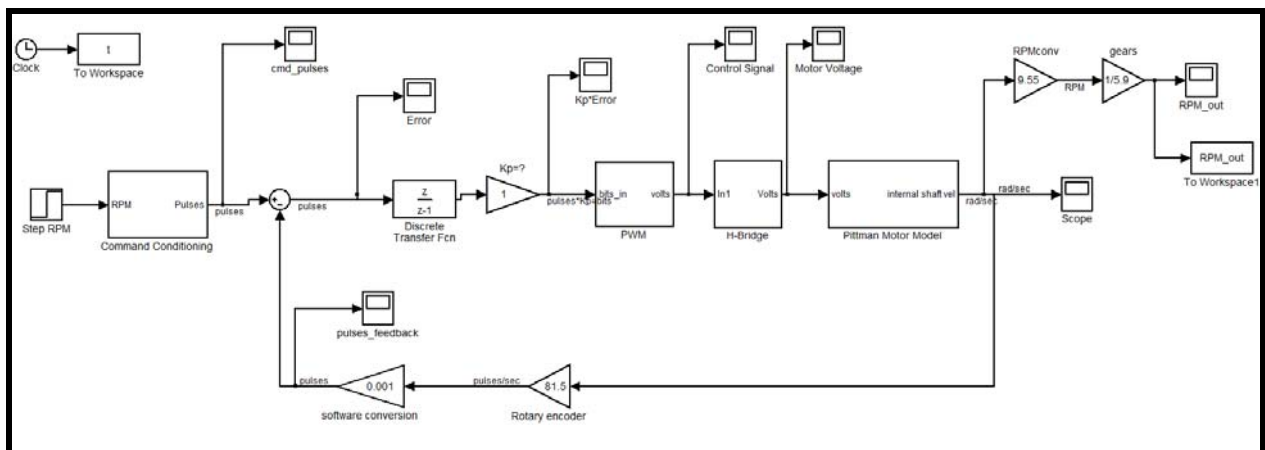 Clock
t
To Workspace
cmd_pulses
Error
Kp*Error
Control Signal
Motor Voltage
RPMconv
9.55
RPM
gears
1/5.9
RPM_out
RPM_out
To Workspace1
Step RPM
RPM
Pulses
pulses
Command Conditioning
+
-
pulses
z
z-1
Discrete
Transfer Fcn
Kp=?
1
pulses*Kp=bits
bits_in
volts
PWM
In1
Volts
H-Bridge
volts
internal shaft vel
Pittman Motor Model
rad/sec
rad/sec
Scope
pulses_feedback
pulses
0.001
software conversion
pulses/sec
81.5
Rotary encoder